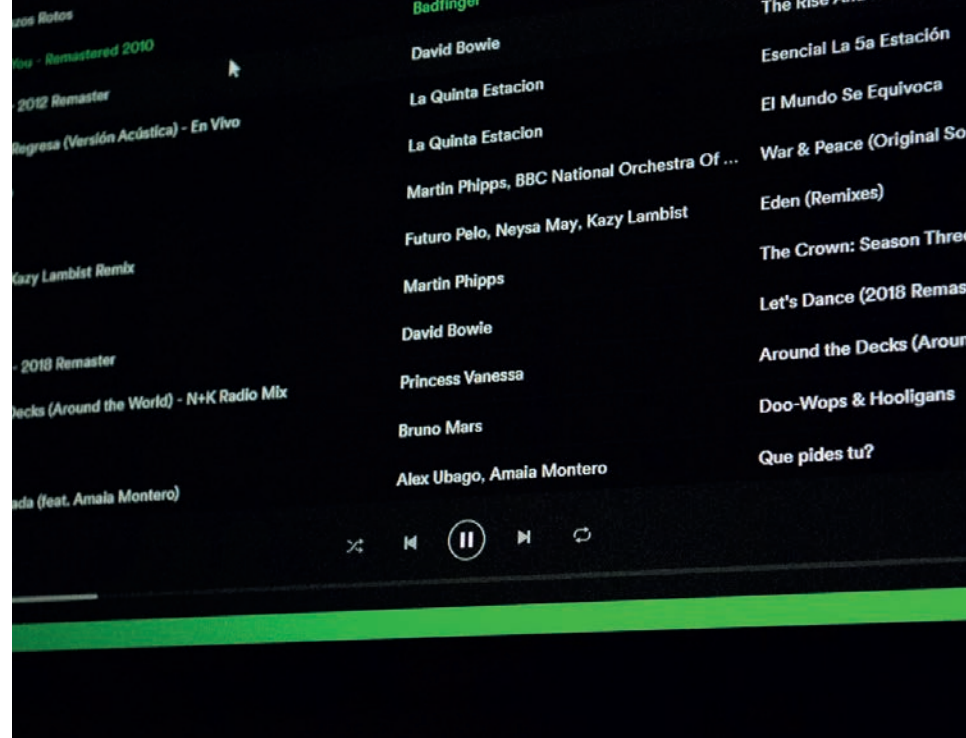 Rotos
You - Remastered 2010 Badfinger
- 2012 Remaster David Bowie The Rise
Regresa (Versión Acústica) - En Vivo La Quinta Estacion Esencial La 5a Estación
La Quinta Estacion El Mundo Se Equivoca
Martin Phipps, BBC National Orchestra Of ... War & Peace (Original So
Kazy Lambist Remix Futuro Pelo, Neysa May, Kazy Lambist Eden (Remixes)
Martin Phipps The Crown: Season Three
- 2018 Remaster David Bowie Let's Dance (2018 Remas
Decks (Around the World) - N+K Radio Mix Princess Vanessa Around the Decks (Aroun
Bruno Mars Doo-Wops & Hooligans
ada (feat. Amaia Montero) Alex Ubago, Amaia Montero Que pides tu?